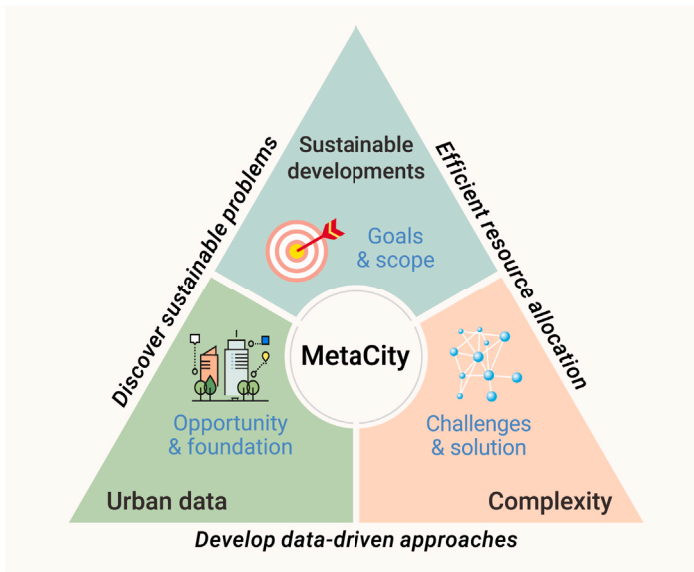 Sustainable
developments
Goals
& scope
Discover sustainable problems
Efficient resource allocation
MetaCity
Opportunity
& foundation
Challenges
& solution
Urban data
Complexity
Develop data-driven approaches